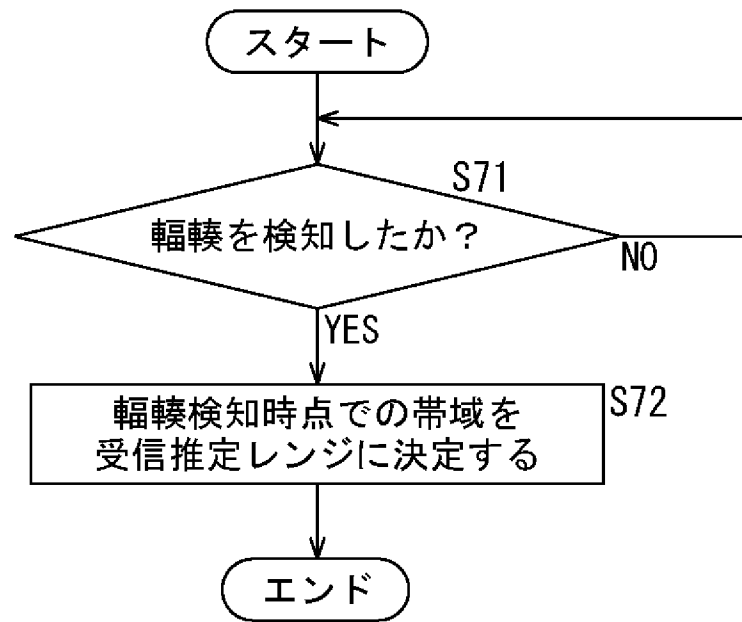 スタート
S71
輻輳を検知したか？
NO
YES
輻輳検知時点での帯域を
受信推定レンジに決定する
S72
エンド